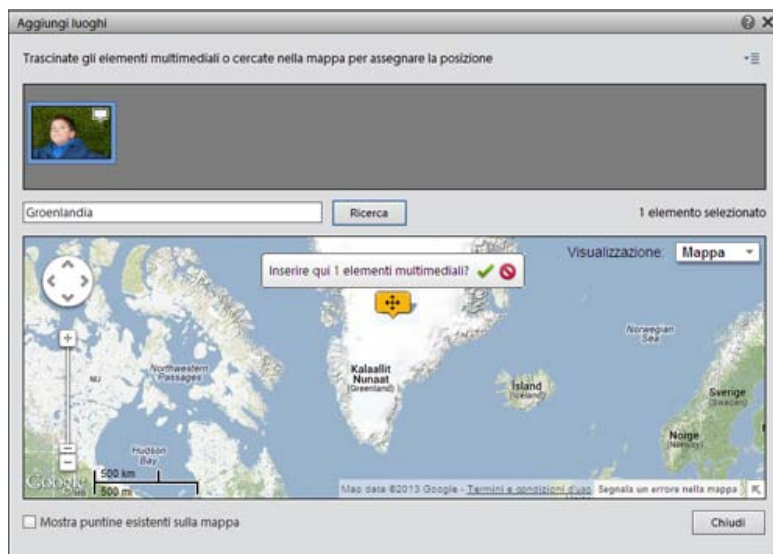 Aggiungi luoghi
Trascinate gli elementi multimediali o cercate nella mappa per assegnare la posizione
Groenlandia
Ricerca
1 elemento selezionato
Inserire qui 1 elementi multimediali?
Visualizzazione:
Mappa
Norwegian
Sea
Northwestern
Passages
NU
Kalaallit
Nunaat
(Greenland)
Ísland
(Iceland)
Sverige
(Sweden)
Norge
(Norway)
Hudson
Bay
Google
MB
500 km
500 mi
Map data ©2013 Google - Termini e condizioni d'uso
Segnala un errore nella mappa
Mostra puntine esistenti sulla mappa
Chiudi